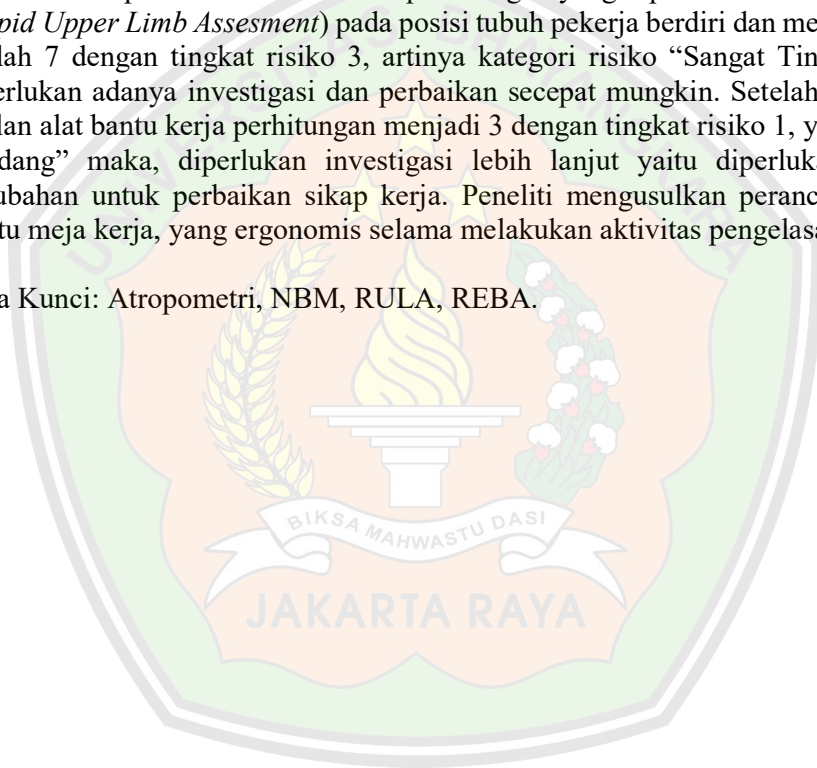 pid Upper Limb Assesment) pada posisi tubuh pekerja berdiri dan me
lah 7 dengan tingkat risiko 3, artinya kategori risiko “Sangat Tin
erlukan adanya investigasi dan perbaikan secepat mungkin. Setelah
lan alat bantu kerja perhitungan menjadi 3 dengan tingkat risiko 1, y
dang” maka, diperlukan investigasi lebih lanjut yaitu diperluka
ubahan untuk perbaikan sikap kerja. Peneliti mengusulkan peranc
tu meja kerja, yang ergonomis selama melakukan aktivitas pengelasa
a Kunci: Atropometri, NBM, RULA, REBA.
UNIVERSITAS BHAYANGKARA
BIKSA MAHWASTU DASI
JAKARTA RAYA